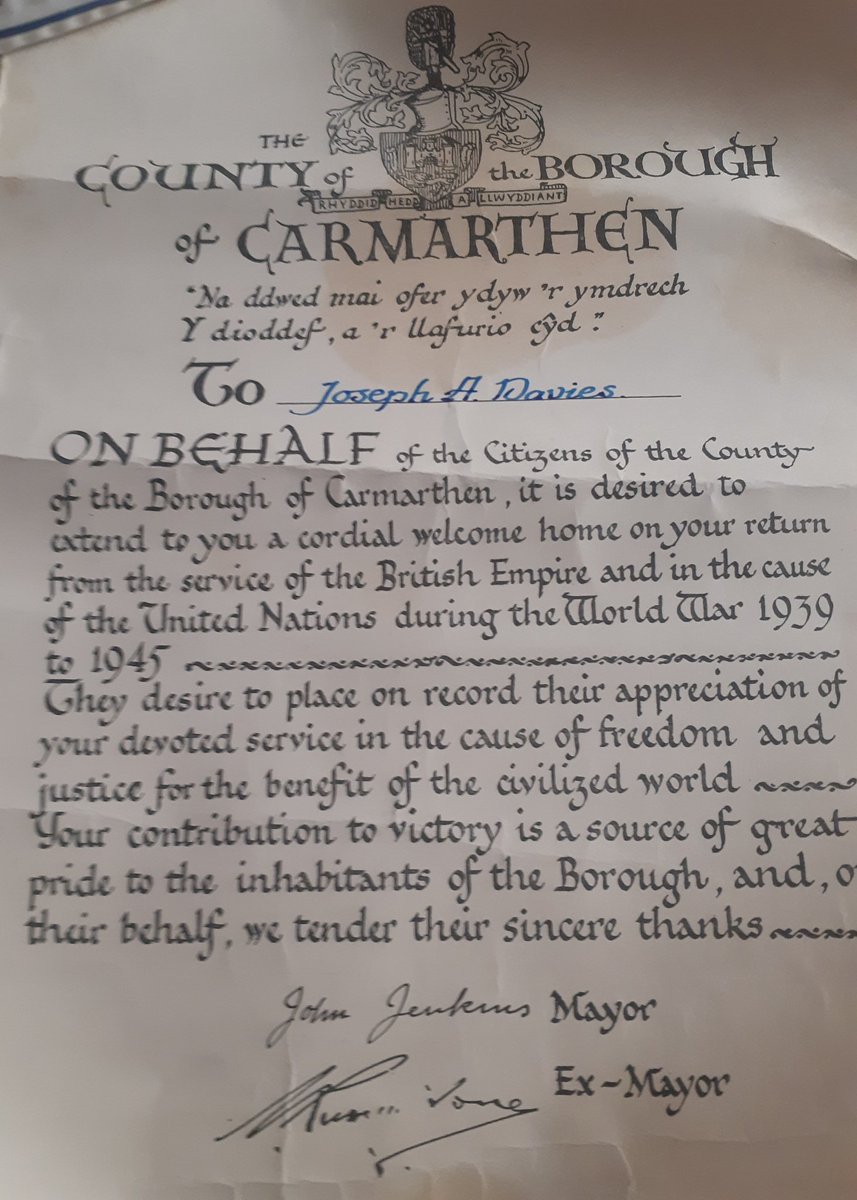 THE
COUNTY of the BOROUGH
RHYDDID HEDD A LLWYDDIANT
of CARMARTHEN
"Na ddwed mai ofer ydyw 'r ymdrech
Y dioddef, a 'r llafurio cŷd".
To Joseph A. Davies.
ON BEHALF of the Citizens of the County
of the Borough of Carmarthen, it is desired to
extend to you a cordial welcome home on your return
from the service of the British Empire and in the cause
of the United Nations during the World War 1939
to 1945
They desire to place on record their appreciation of
your devoted service in the cause of freedom and
justice for the benefit of the civilized world
Your contribution to victory is a source of great
pride to the inhabitants of the Borough, and, o
their behalf, we tender their sincere thanks
John Jenkins Mayor
Ex-Mayor